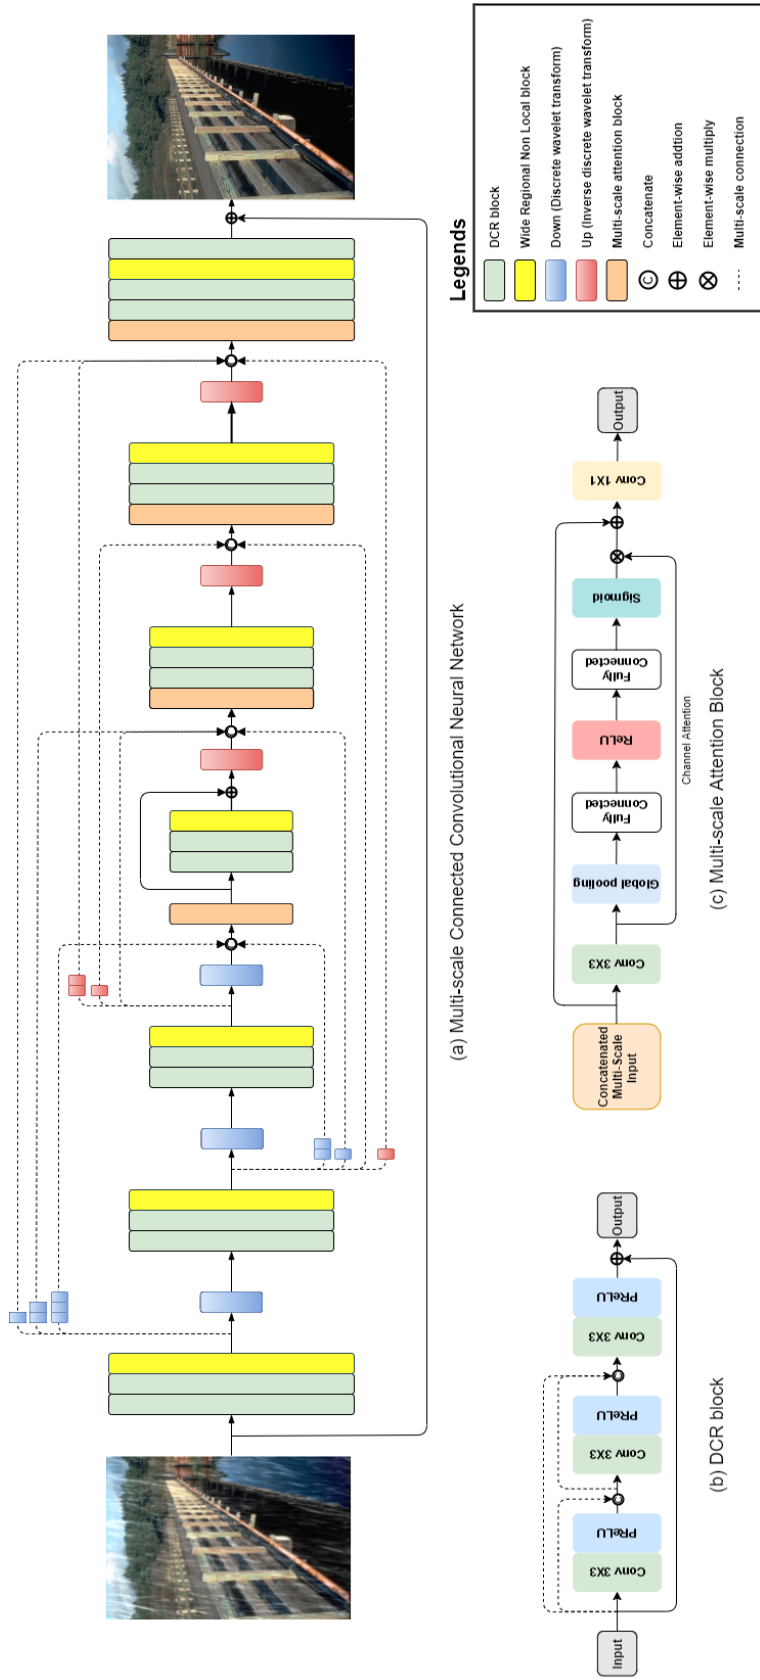 (a) Multi-scale Connected Convolutional Neural Network
Input
Conv 3X3
PReLU
Conv 3X3
PReLU
Conv 3X3
PReLU
Output
(b) DCR block
Concatenated
Multi-Scale
Input
Conv 3X3
Global pooling
Fully
Connected
ReLU
Fully
Connected
Sigmoid
Conv 1X1
Output
Channel Attention
(c) Multi-scale Attention Block
Legends
DCR block
Wide Regional Non Local block
Down (Discrete wavelet transform)
Up (Inverse discrete wavelet transform)
Multi-scale attention block
C
Concatenate
Element-wise addtion
Element-wise multiply
Multi-scale connection